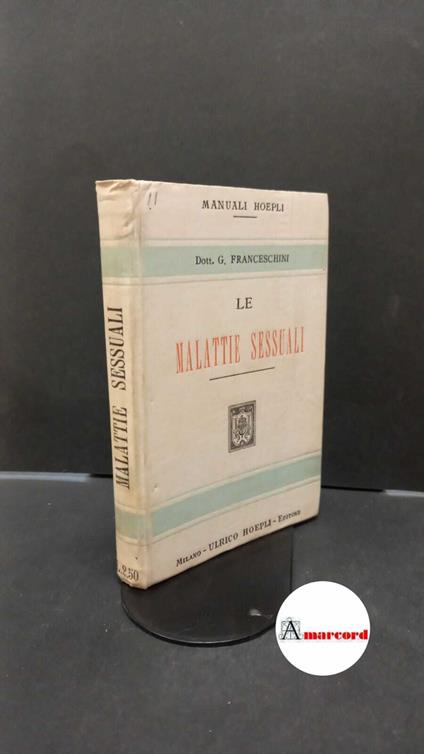 MANUALI HOEPLI
Dott. G. FRANCESCHINI
LE
MALATTIE SESSUALI
MILANO - ULRICO HOEPLI - EDITORE
MALATTIE SESSUALI
L. 2.50
Amarcord